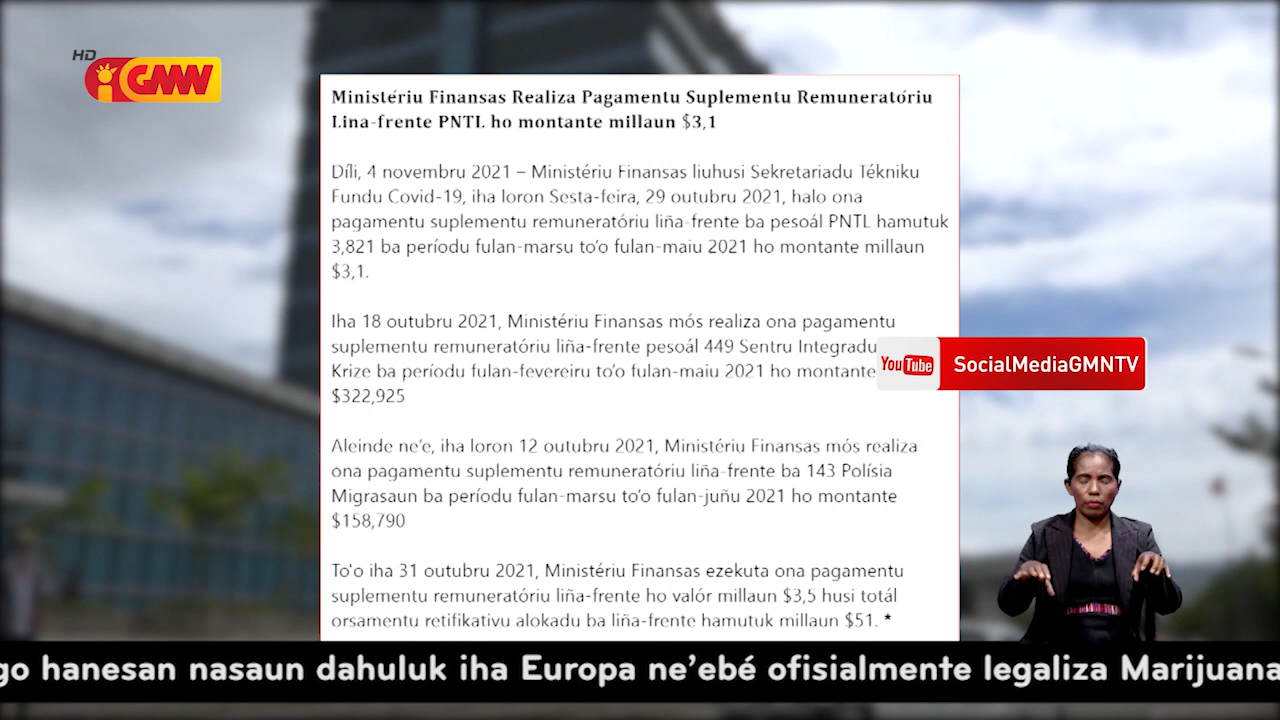 HD
GMN
Ministériu Finansas Realiza Pagamentu Suplementu Remuneratóriu
Lina-frente PNTL ho montante millaun $3,1
Díli, 4 novembru 2021 – Ministériu Finansas liuhusi Sekretariadu Tékniku
Fundu Covid-19, iha loron Sesta-feira, 29 outubru 2021, halo ona
pagamentu suplementu remuneratóriu liña-frente ba pesoál PNTL hamutuk
3,821 ba períodu fulan-marsu to’o fulan-maiu 2021 ho montante millaun
$3,1.
Iha 18 outubru 2021, Ministériu Finansas mós realiza ona pagamentu
suplementu remuneratóriu liña-frente pesoál 449 Sentru Integradu
Krize ba períodu fulan-fevereiru to’o fulan-maiu 2021 ho montante
$322,925
Aleinde ne’e, iha loron 12 outubru 2021, Ministériu Finansas mós realiza
ona pagamentu suplementu remuneratóriu liña-frente ba 143 Polísia
Migrasaun ba períodu fulan-marsu to’o fulan-juñu 2021 ho montante
$158,790
To'o iha 31 outubru 2021, Ministériu Finansas ezekuta ona pagamentu
suplementu remuneratóriu liña-frente ho valór millaun $3,5 husi totál
orsamentu retifikativu alokadu ba liña-frente hamutuk millaun $51. *
YouTube SocialMediaGMNTV
go hanesan nasaun dahuluk iha Europa ne’ebé ofisialmente legaliza Marijuana